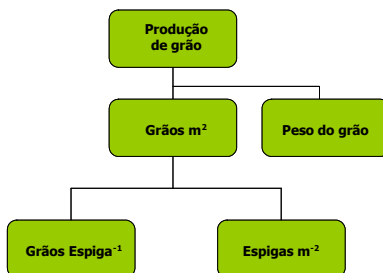 Produção
de grão
Grãos m²
Peso do grão
Grãos Espiga⁻¹
Espigas m⁻²